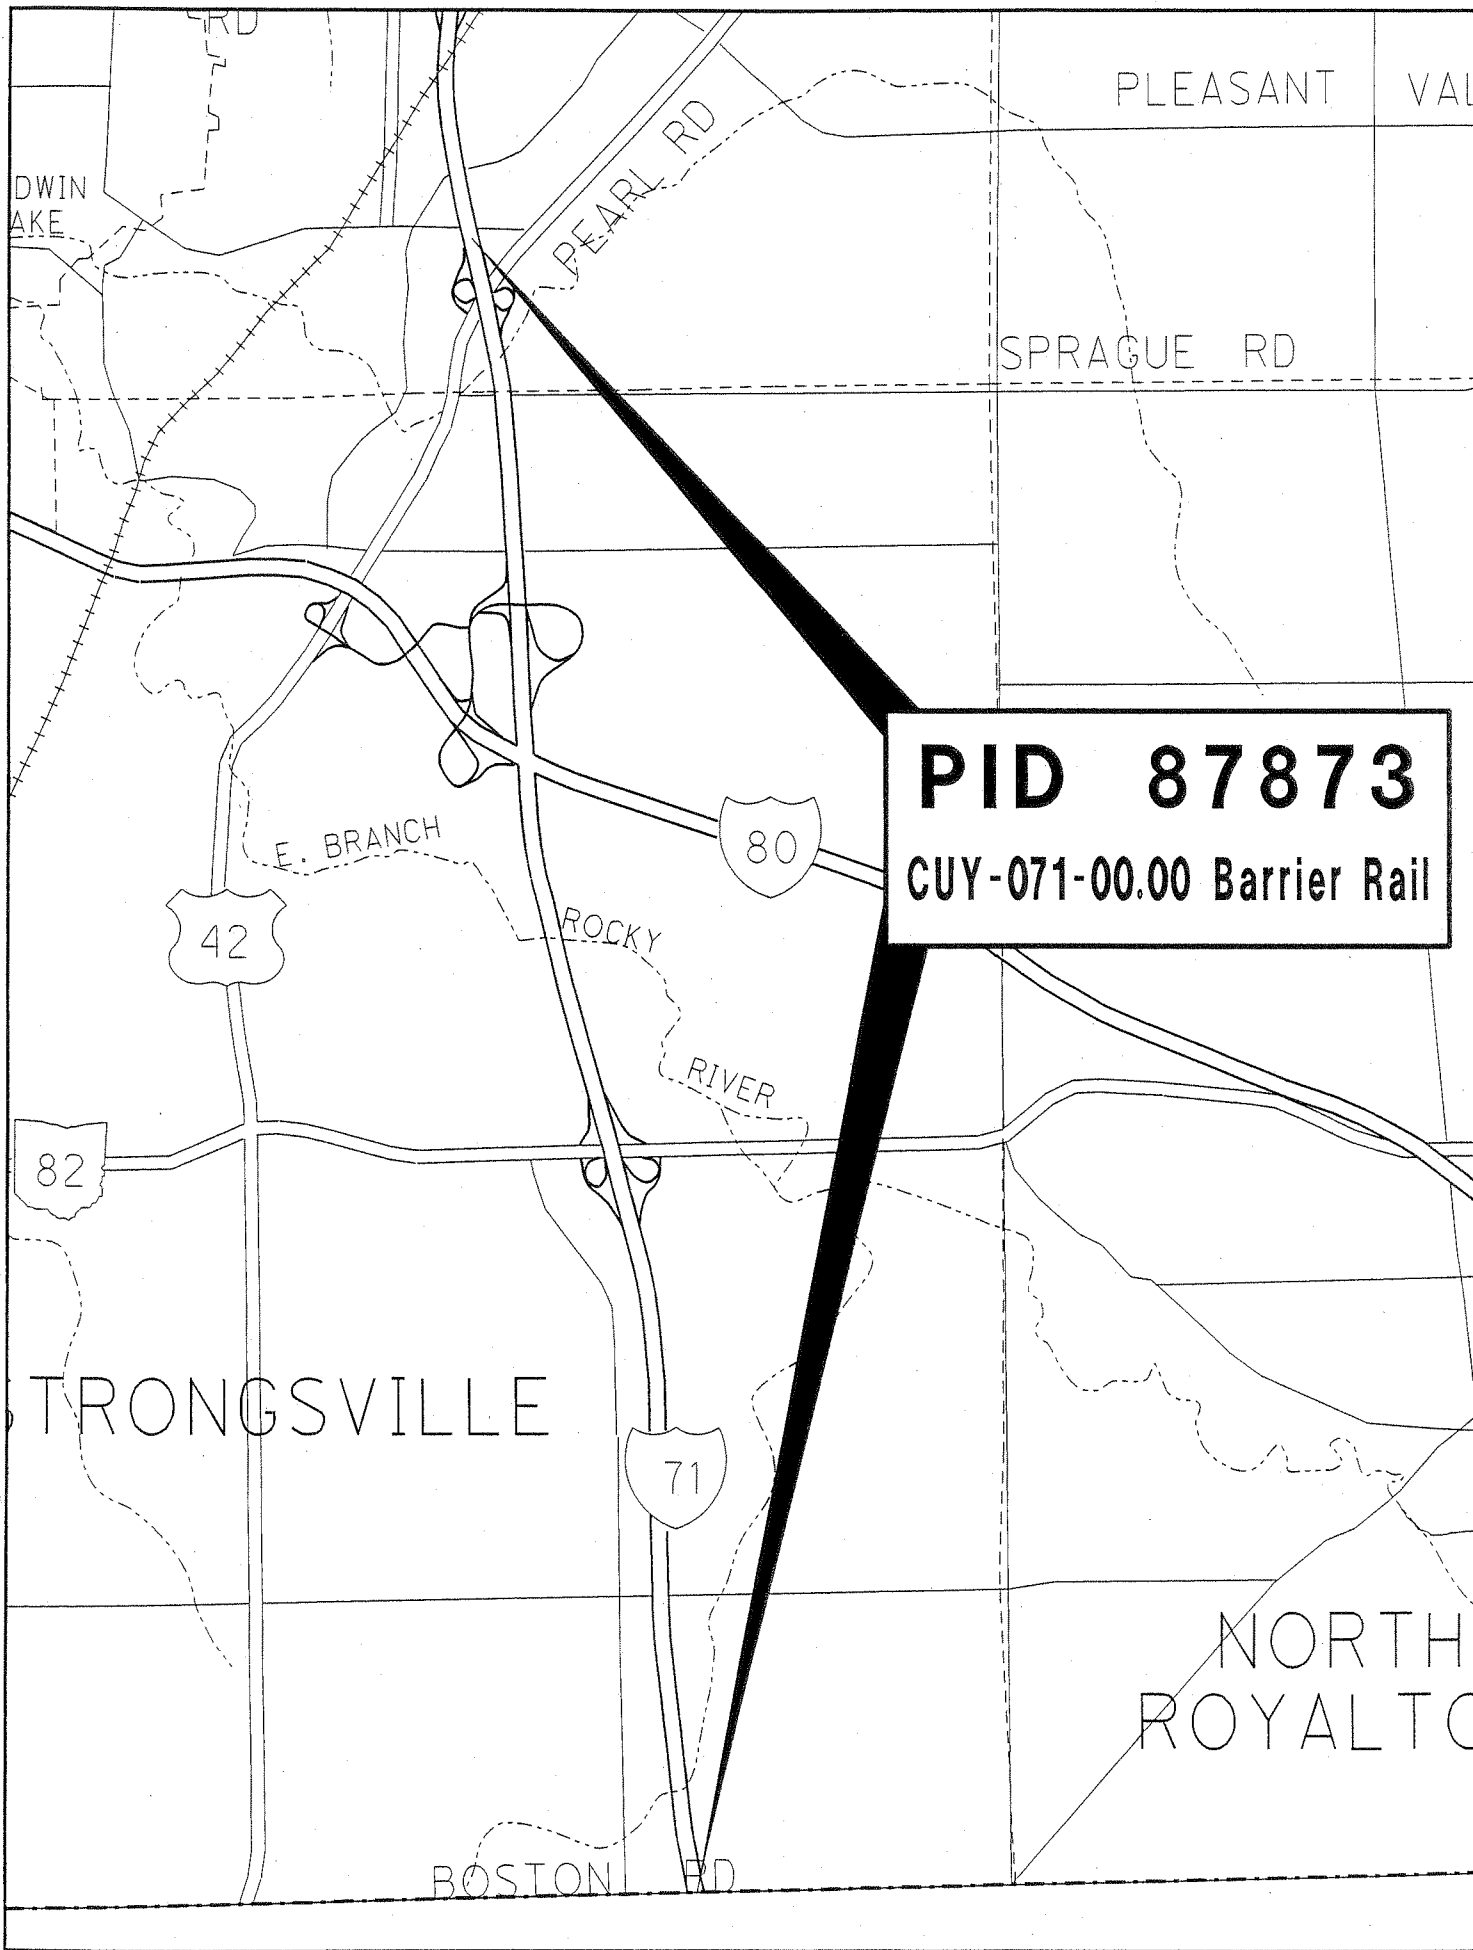 RD
PLEASANT VAL
PEARL RD
DWIN
AKE
SPRAGUE RD
PID 87873
CUY-071-00.00 Barrier Rail
80
E. BRANCH
42
ROCKY
RIVER
82
STRONGSVILLE
71
NORTH
ROYALTO
BOSTON RD